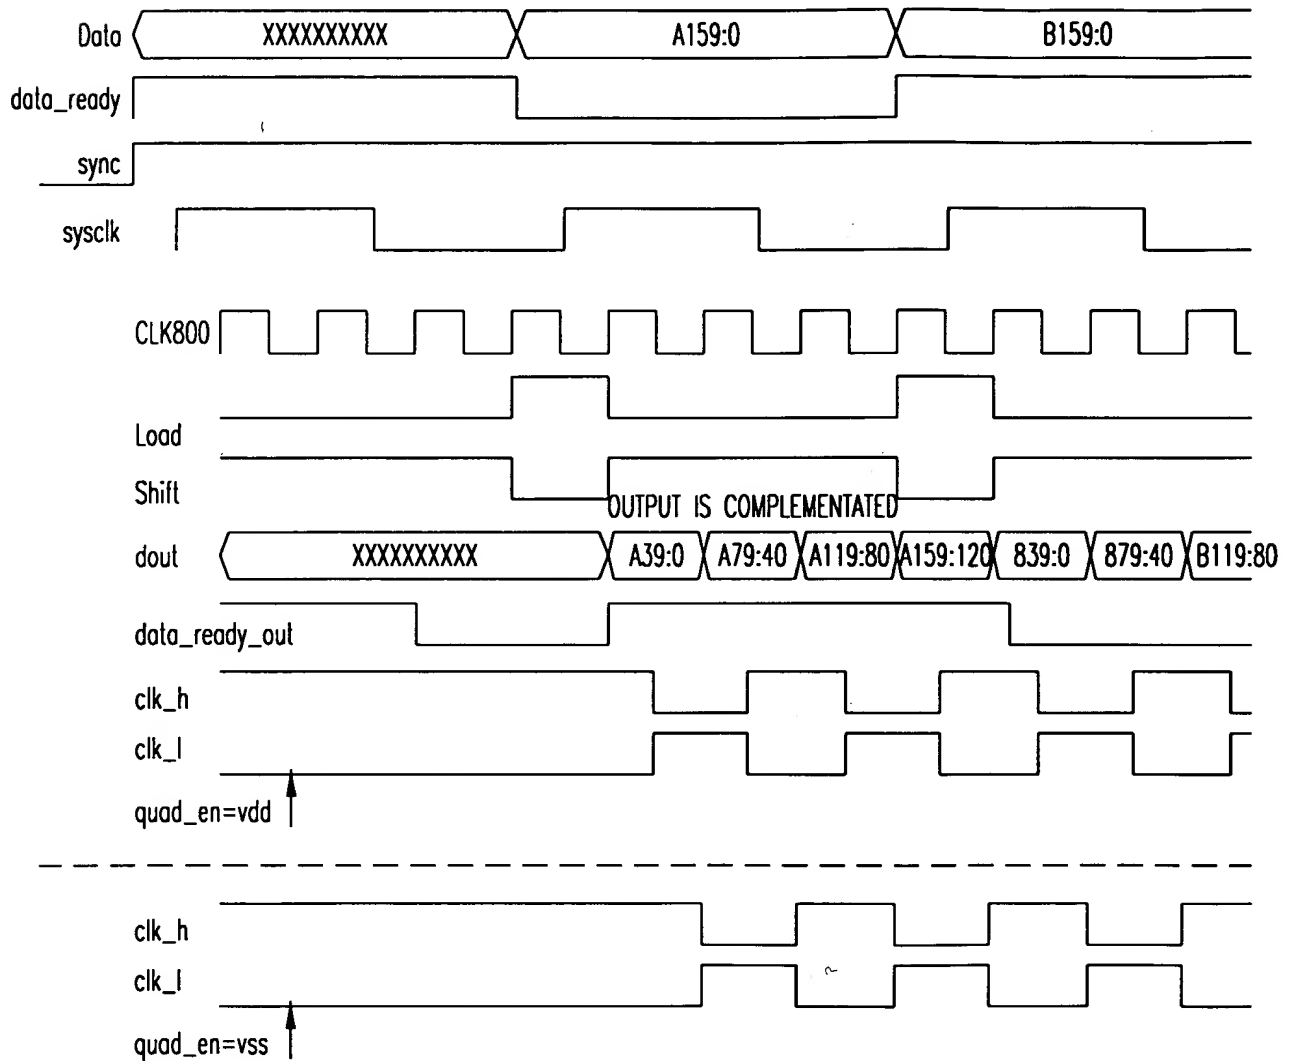 Data XXXXXXXXXX A159:0 B159:0
data_ready
sync
sysclk
CLK800
Load
Shift
OUTPUT IS COMPLEMENTATED
dout XXXXXXXXXX A39:0 A79:40 A119:80 A159:120 839:0 879:40 B119:80
data_ready_out
clk_h
clk_l
quad_en=vdd
clk_h
clk_l
quad_en=vss